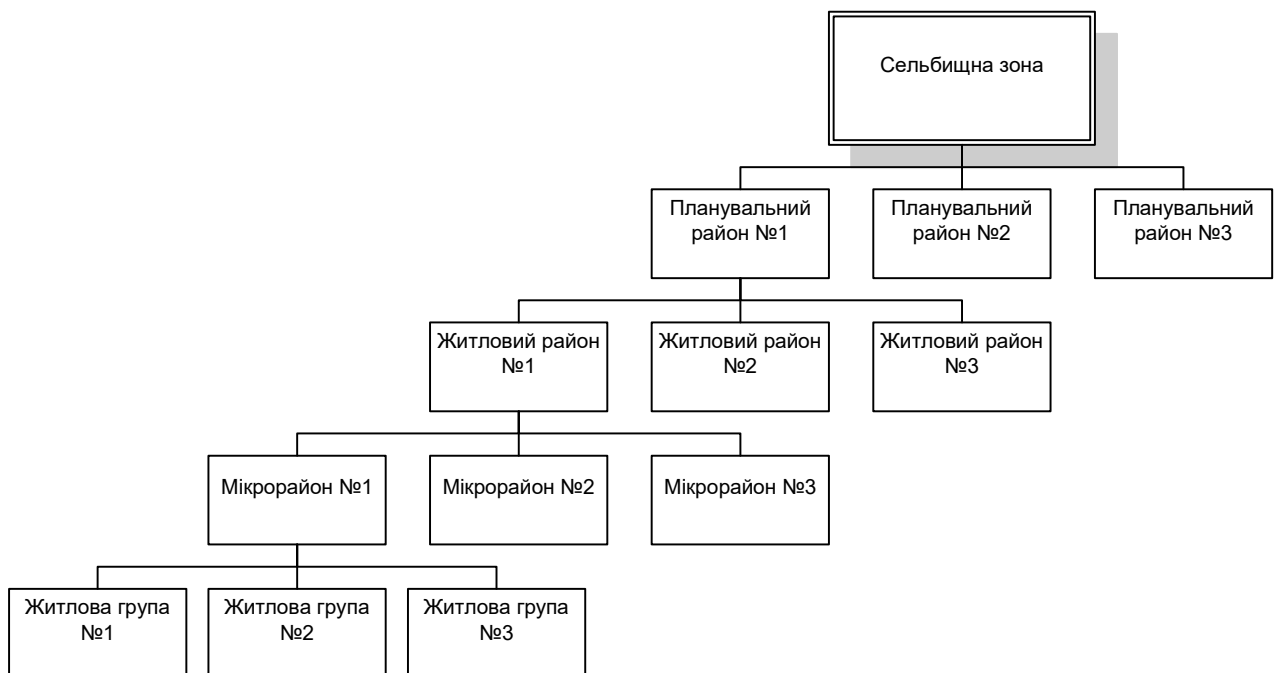 Сельбищна зона
Планувальний
район №1
Планувальний
район №2
Планувальний
район №3
Житловий район
№1
Житловий район
№2
Житловий район
№3
Мікрорайон №1
Мікрорайон №2
Мікрорайон №3
Житлова група
№1
Житлова група
№2
Житлова група
№3